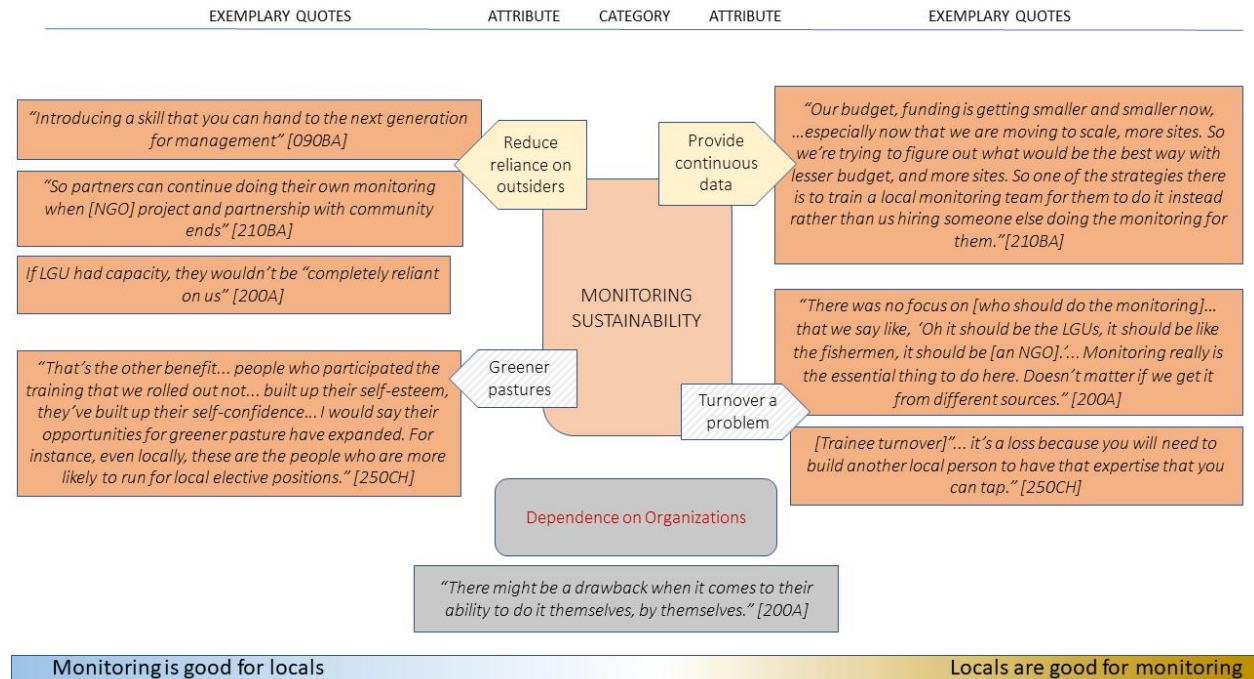 EXEMPLARY QUOTES ATTRIBUTE CATEGORY ATTRIBUTE EXEMPLARY QUOTES
“Introducing a skill that you can hand to the next generation
for management” [090BA]
“So partners can continue doing their own monitoring
when [NGO] project and partnership with community
ends” [210BA]
If LGU had capacity, they wouldn’t be “completely reliant
on us” [200A]
“That’s the other benefit... people who participated the
training that we rolled out not... built up their self-esteem,
they’ve built up their self-confidence... I would say their
opportunities for greener pasture have expanded. For
instance, even locally, these are the people who are more
likely to run for local elective positions.” [250CH]
Reduce
reliance on
outsiders
Greener
pastures
MONITORING
SUSTAINABILITY
Provide
continuous
data
Turnover a
problem
“Our budget, funding is getting smaller and smaller now,
...especially now that we are moving to scale, more sites. So
we’re trying to figure out what would be the best way with
lesser budget, and more sites. So one of the strategies there
is to train a local monitoring team for them to do it instead
rather than us hiring someone else doing the monitoring for
them.”[210BA]
“There was no focus on [who should do the monitoring]...
that we say like, ‘Oh it should be the LGUs, it should be like
the fishermen, it should be [an NGO].’... Monitoring really is
the essential thing to do here. Doesn’t matter if we get it
from different sources.” [200A]
[Trainee turnover]”... it’s a loss because you will need to
build another local person to have that expertise that you
can tap.” [250CH]
Dependence on Organizations
“There might be a drawback when it comes to their
ability to do it themselves, by themselves.” [200A]
Monitoring is good for locals Locals are good for monitoring